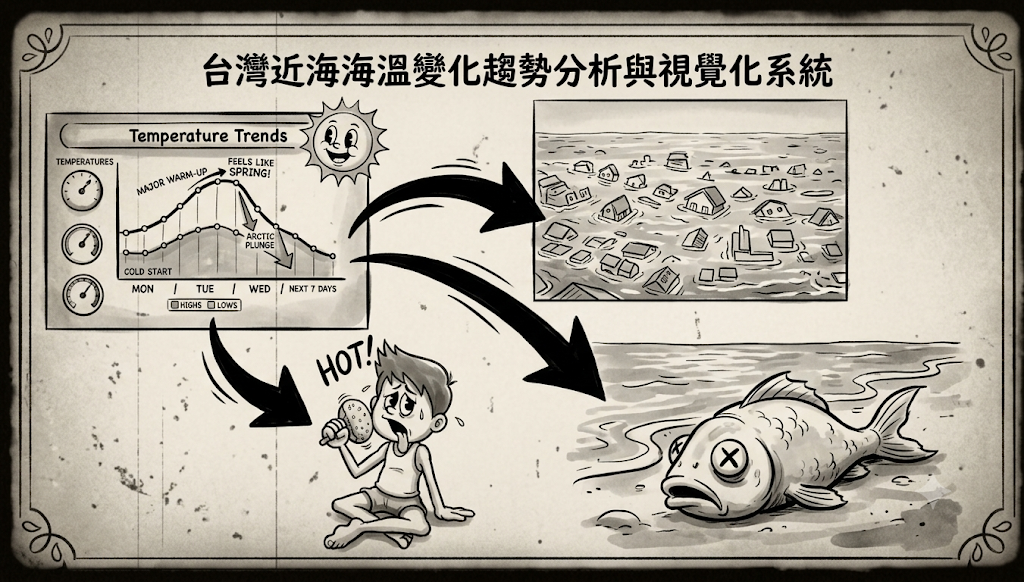 台灣近海海溫變化趨勢分析與視覺化系統
Temperature Trends
TEMPERATURES
MAJOR WARM-UP
FEELS LIKE
SPRING!
ARCTIC
PLUNGE
COLD START
MON / TUE / WED / NEXT 7 DAYS
HIGHS LOWS
HOT!